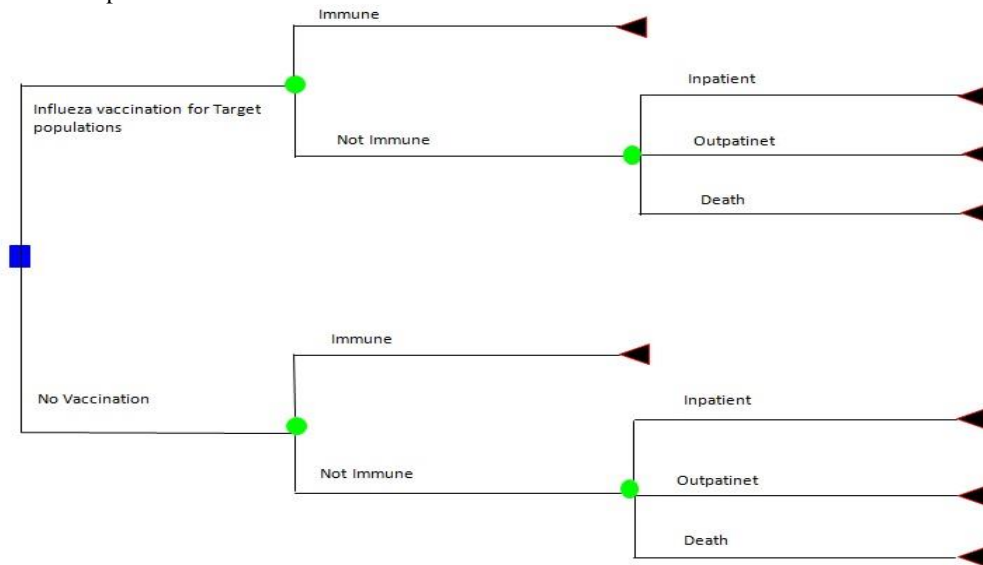 Immune
Influeza vaccination for Target
populations
Not Immune
Inpatient
Outpatinet
Death
Immune
No Vaccination
Not Immune
Inpatient
Outpatinet
Death